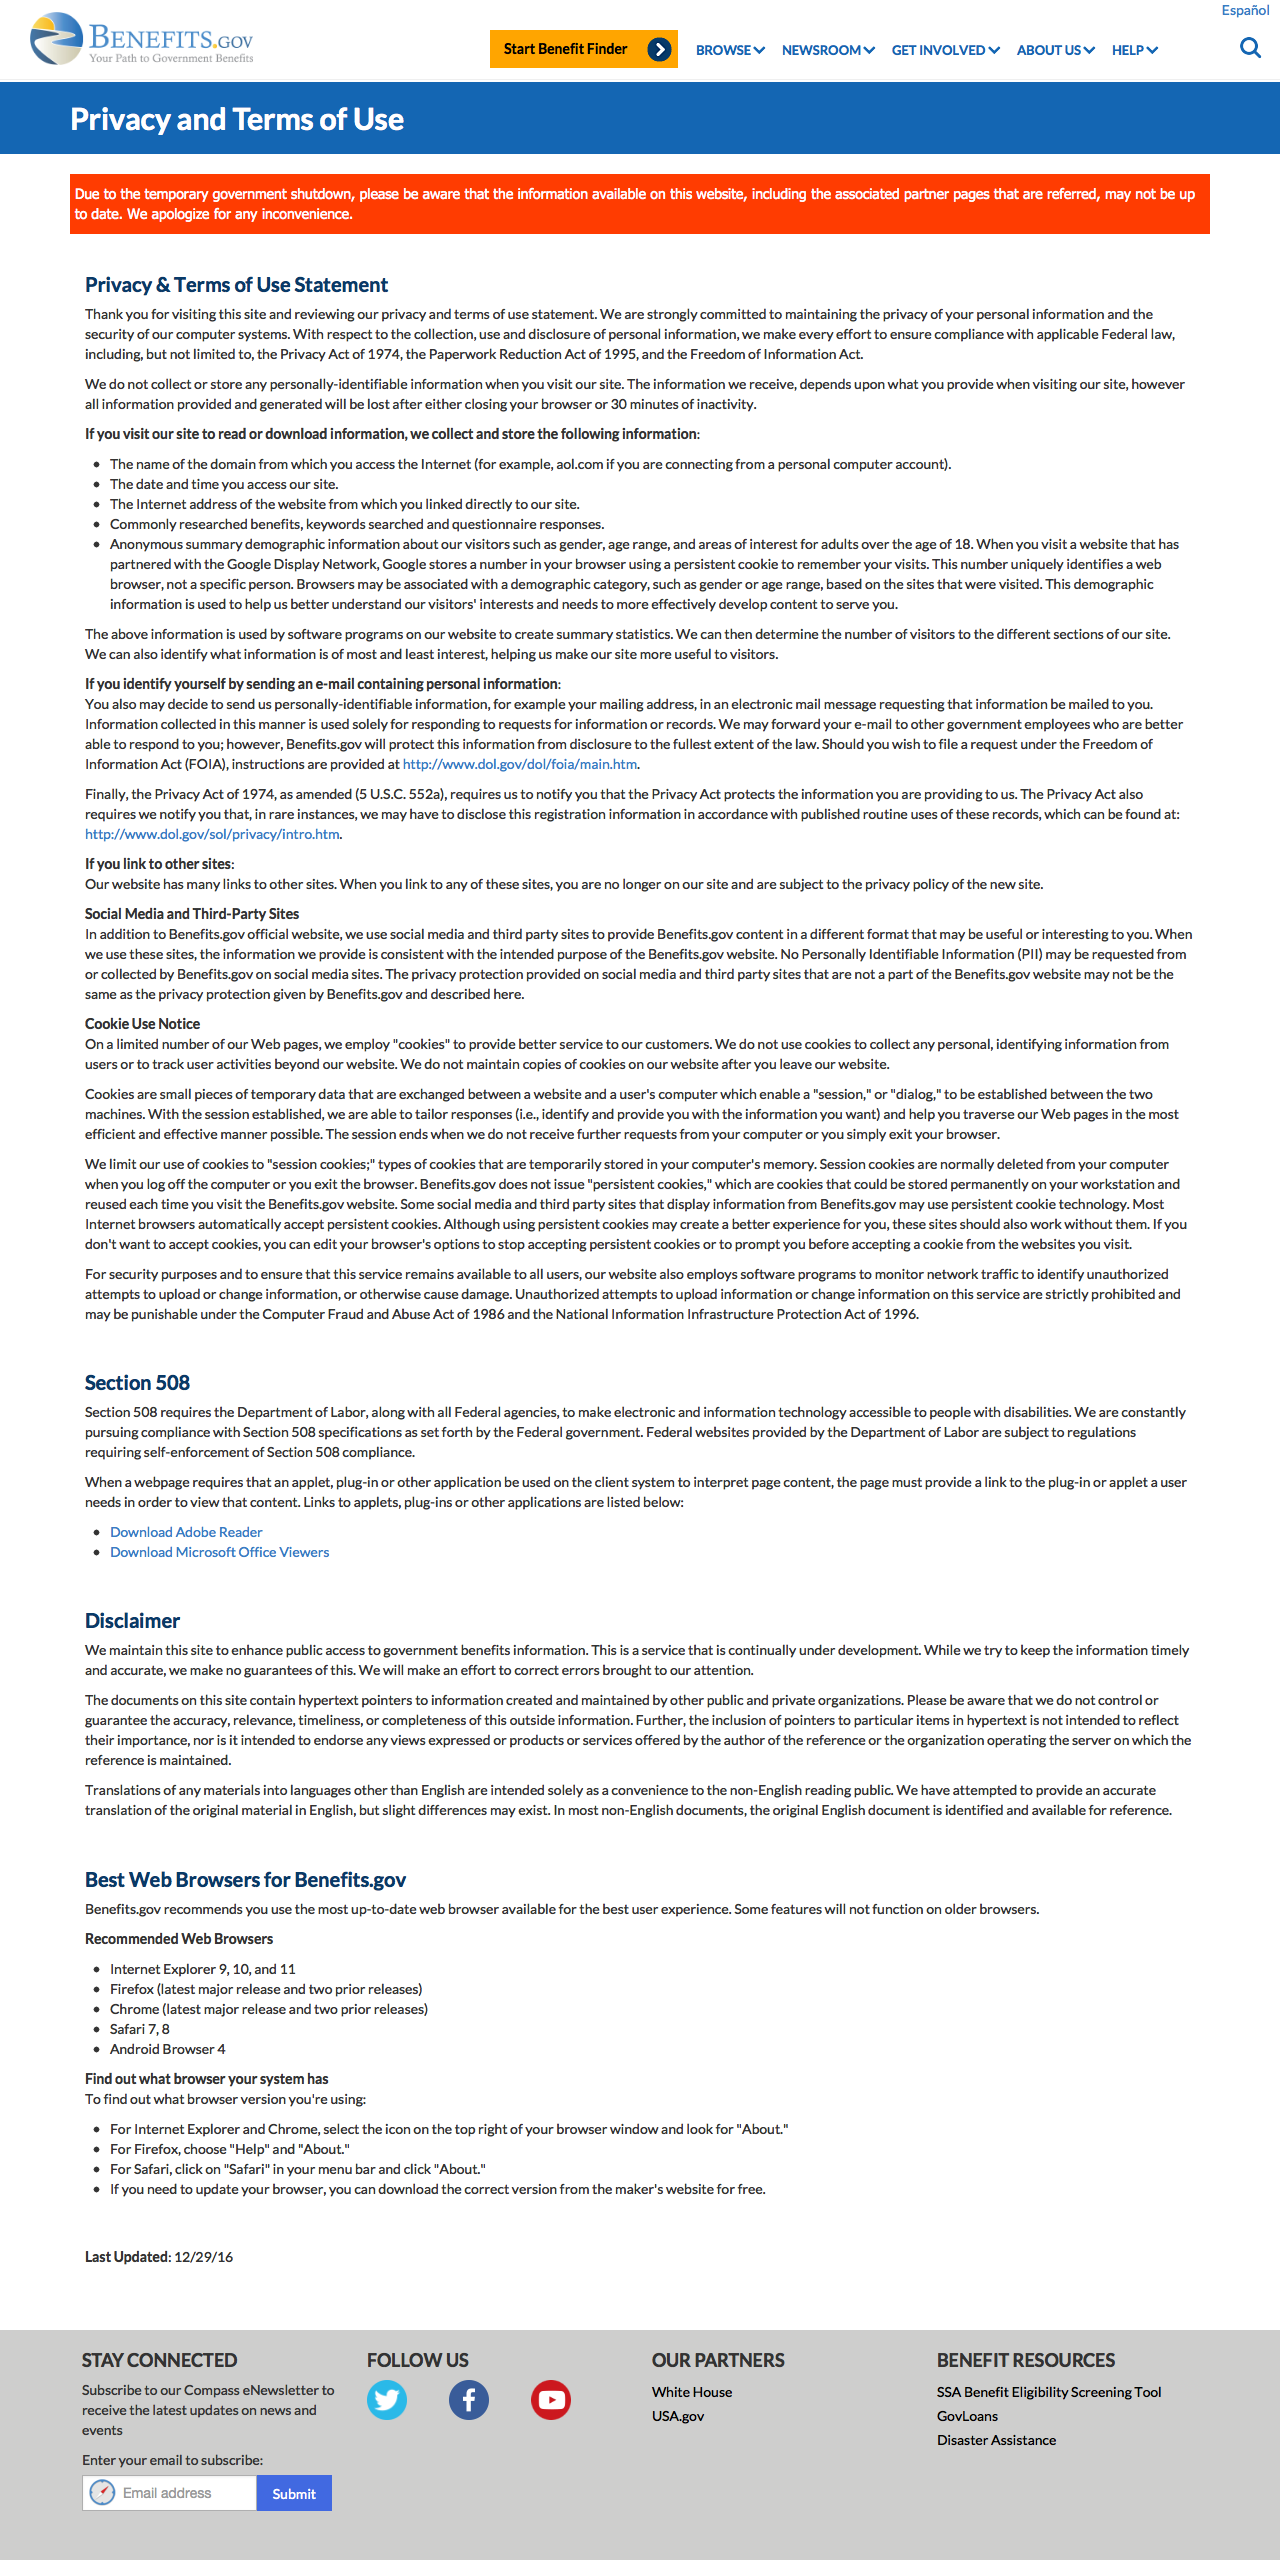 Español
BENEFITS.GOV
Your Path to Government Benefits
Start Benefit Finder
BROWSE
NEWSROOM
GET INVOLVED
ABOUT US
HELP
Privacy and Terms of Use
Due to the temporary government shutdown, please be aware that the information available on this website, including the associated partner pages that are referred, may not be up
to date. We apologize for any inconvenience.
Privacy & Terms of Use Statement
Thank you for visiting this site and reviewing our privacy and terms of use statement. We are strongly committed to maintaining the privacy of your personal information and the
security of our computer systems. With respect to the collection, use and disclosure of personal information, we make every effort to ensure compliance with applicable Federal law,
including, but not limited to, the Privacy Act of 1974, the Paperwork Reduction Act of 1995, and the Freedom of Information Act.
We do not collect or store any personally-identifiable information when you visit our site. The information we receive, depends upon what you provide when visiting our site, however
all information provided and generated will be lost after either closing your browser or 30 minutes of inactivity.
If you visit our site to read or download information, we collect and store the following information:
• The name of the domain from which you access the Internet (for example, aol.com if you are connecting from a personal computer account).
• The date and time you access our site.
• The Internet address of the website from which you linked directly to our site.
• Commonly researched benefits, keywords searched and questionnaire responses.
• Anonymous summary demographic information about our visitors such as gender, age range, and areas of interest for adults over the age of 18. When you visit a website that has
partnered with the Google Display Network, Google stores a number in your browser using a persistent cookie to remember your visits. This number uniquely identifies a web
browser, not a specific person. Browsers may be associated with a demographic category, such as gender or age range, based on the sites that were visited. This demographic
information is used to help us better understand our visitors' interests and needs to more effectively develop content to serve you.
The above information is used by software programs on our website to create summary statistics. We can then determine the number of visitors to the different sections of our site.
We can also identify what information is of most and least interest, helping us make our site more useful to visitors.
If you identify yourself by sending an e-mail containing personal information:
You also may decide to send us personally-identifiable information, for example your mailing address, in an electronic mail message requesting that information be mailed to you.
Information collected in this manner is used solely for responding to requests for information or records. We may forward your e-mail to other government employees who are better
able to respond to you; however, Benefits.gov will protect this information from disclosure to the fullest extent of the law. Should you wish to file a request under the Freedom of
Information Act (FOIA), instructions are provided at http://www.dol.gov/dol/foia/main.htm.
Finally, the Privacy Act of 1974, as amended (5 U.S.C. 552a), requires us to notify you that the Privacy Act protects the information you are providing to us. The Privacy Act also
requires we notify you that, in rare instances, we may have to disclose this registration information in accordance with published routine uses of these records, which can be found at:
http://www.dol.gov/sol/privacy/intro.htm.
If you link to other sites:
Our website has many links to other sites. When you link to any of these sites, you are no longer on our site and are subject to the privacy policy of the new site.
Social Media and Third-Party Sites
In addition to Benefits.gov official website, we use social media and third party sites to provide Benefits.gov content in a different format that may be useful or interesting to you. When
we use these sites, the information we provide is consistent with the intended purpose of the Benefits.gov website. No Personally Identifiable Information (PII) may be requested from
or collected by Benefits.gov on social media sites. The privacy protection provided on social media and third party sites that are not a part of the Benefits.gov website may not be the
same as the privacy protection given by Benefits.gov and described here.
Cookie Use Notice
On a limited number of our Web pages, we employ "cookies" to provide better service to our customers. We do not use cookies to collect any personal, identifying information from
users or to track user activities beyond our website. We do not maintain copies of cookies on our website after you leave our website.
Cookies are small pieces of temporary data that are exchanged between a website and a user's computer which enable a "session," or "dialog," to be established between the two
machines. With the session established, we are able to tailor responses (i.e., identify and provide you with the information you want) and help you traverse our Web pages in the most
efficient and effective manner possible. The session ends when we do not receive further requests from your computer or you simply exit your browser.
We limit our use of cookies to "session cookies;" types of cookies that are temporarily stored in your computer's memory. Session cookies are normally deleted from your computer
when you log off the computer or you exit the browser. Benefits.gov does not issue "persistent cookies," which are cookies that could be stored permanently on your workstation and
reused each time you visit the Benefits.gov website. Some social media and third party sites that display information from Benefits.gov may use persistent cookie technology. Most
Internet browsers automatically accept persistent cookies. Although using persistent cookies may create a better experience for you, these sites should also work without them. If you
don't want to accept cookies, you can edit your browser's options to stop accepting persistent cookies or to prompt you before accepting a cookie from the websites you visit.
For security purposes and to ensure that this service remains available to all users, our website also employs software programs to monitor network traffic to identify unauthorized
attempts to upload or change information, or otherwise cause damage. Unauthorized attempts to upload information or change information on this service are strictly prohibited and
may be punishable under the Computer Fraud and Abuse Act of 1986 and the National Information Infrastructure Protection Act of 1996.
Section 508
Section 508 requires the Department of Labor, along with all Federal agencies, to make electronic and information technology accessible to people with disabilities. We are constantly
pursuing compliance with Section 508 specifications as set forth by the Federal government. Federal websites provided by the Department of Labor are subject to regulations
requiring self-enforcement of Section 508 compliance.
When a webpage requires that an applet, plug-in or other application be used on the client system to interpret page content, the page must provide a link to the plug-in or applet a user
needs in order to view that content. Links to applets, plug-ins or other applications are listed below:
• Download Adobe Reader
• Download Microsoft Office Viewers
Disclaimer
We maintain this site to enhance public access to government benefits information. This is a service that is continually under development. While we try to keep the information timely
and accurate, we make no guarantees of this. We will make an effort to correct errors brought to our attention.
The documents on this site contain hypertext pointers to information created and maintained by other public and private organizations. Please be aware that we do not control or
guarantee the accuracy, relevance, timeliness, or completeness of this outside information. Further, the inclusion of pointers to particular items in hypertext is not intended to reflect
their importance, nor is it intended to endorse any views expressed or products or services offered by the author of the reference or the organization operating the server on which the
reference is maintained.
Translations of any materials into languages other than English are intended solely as a convenience to the non-English reading public. We have attempted to provide an accurate
translation of the original material in English, but slight differences may exist. In most non-English documents, the original English document is identified and available for reference.
Best Web Browsers for Benefits.gov
Benefits.gov recommends you use the most up-to-date web browser available for the best user experience. Some features will not function on older browsers.
Recommended Web Browsers
• Internet Explorer 9, 10, and 11
• Firefox (latest major release and two prior releases)
• Chrome (latest major release and two prior releases)
• Safari 7, 8
• Android Browser 4
Find out what browser your system has
To find out what browser version you're using:
• For Internet Explorer and Chrome, select the icon on the top right of your browser window and look for "About."
• For Firefox, choose "Help" and "About."
• For Safari, click on "Safari" in your menu bar and click "About."
• If you need to update your browser, you can download the correct version from the maker's website for free.
Last Updated: 12/29/16
STAY CONNECTED
Subscribe to our Compass eNewsletter to
receive the latest updates on news and
events
Enter your email to subscribe:
Email address
Submit
FOLLOW US
OUR PARTNERS
White House
USA.gov
BENEFIT RESOURCES
SSA Benefit Eligibility Screening Tool
GovLoans
Disaster Assistance